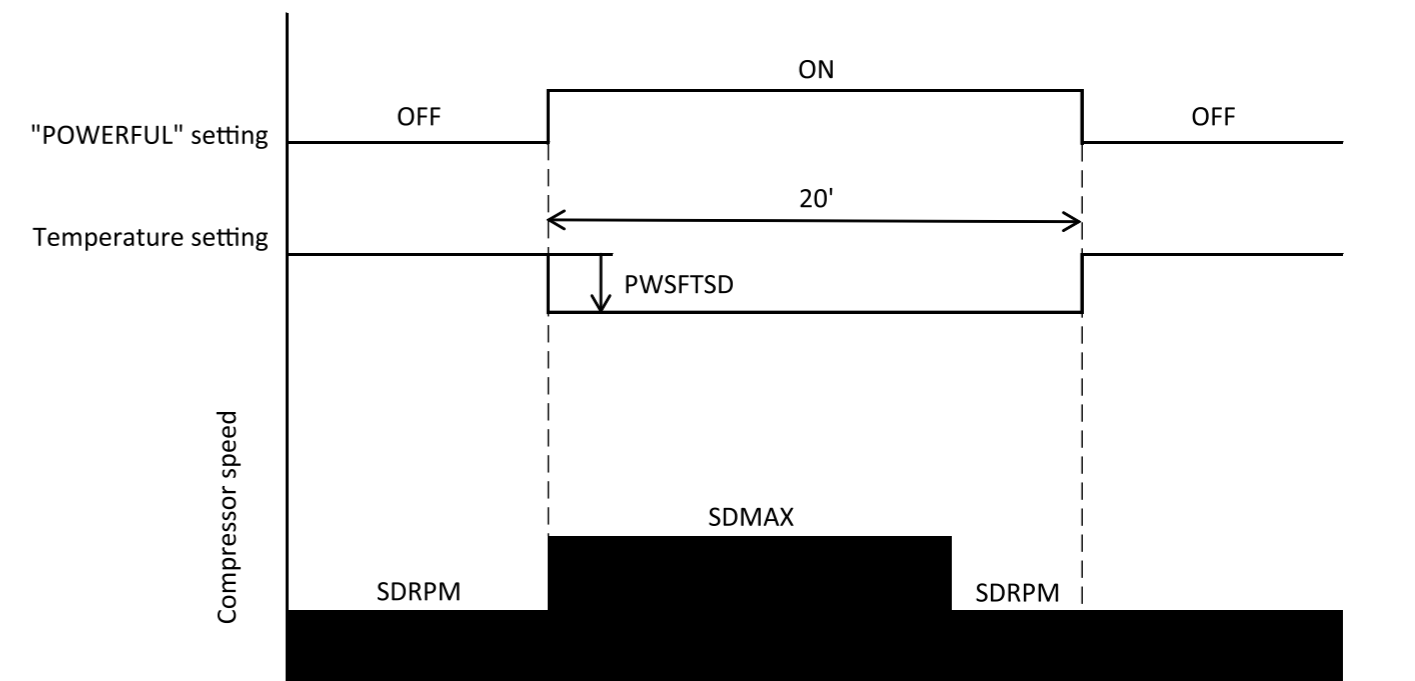 ON
OFF
OFF
"POWERFUL" setting
20'
Temperature setting
PWSFTSD
Compressor speed
SDMAX
SDRPM
SDRPM